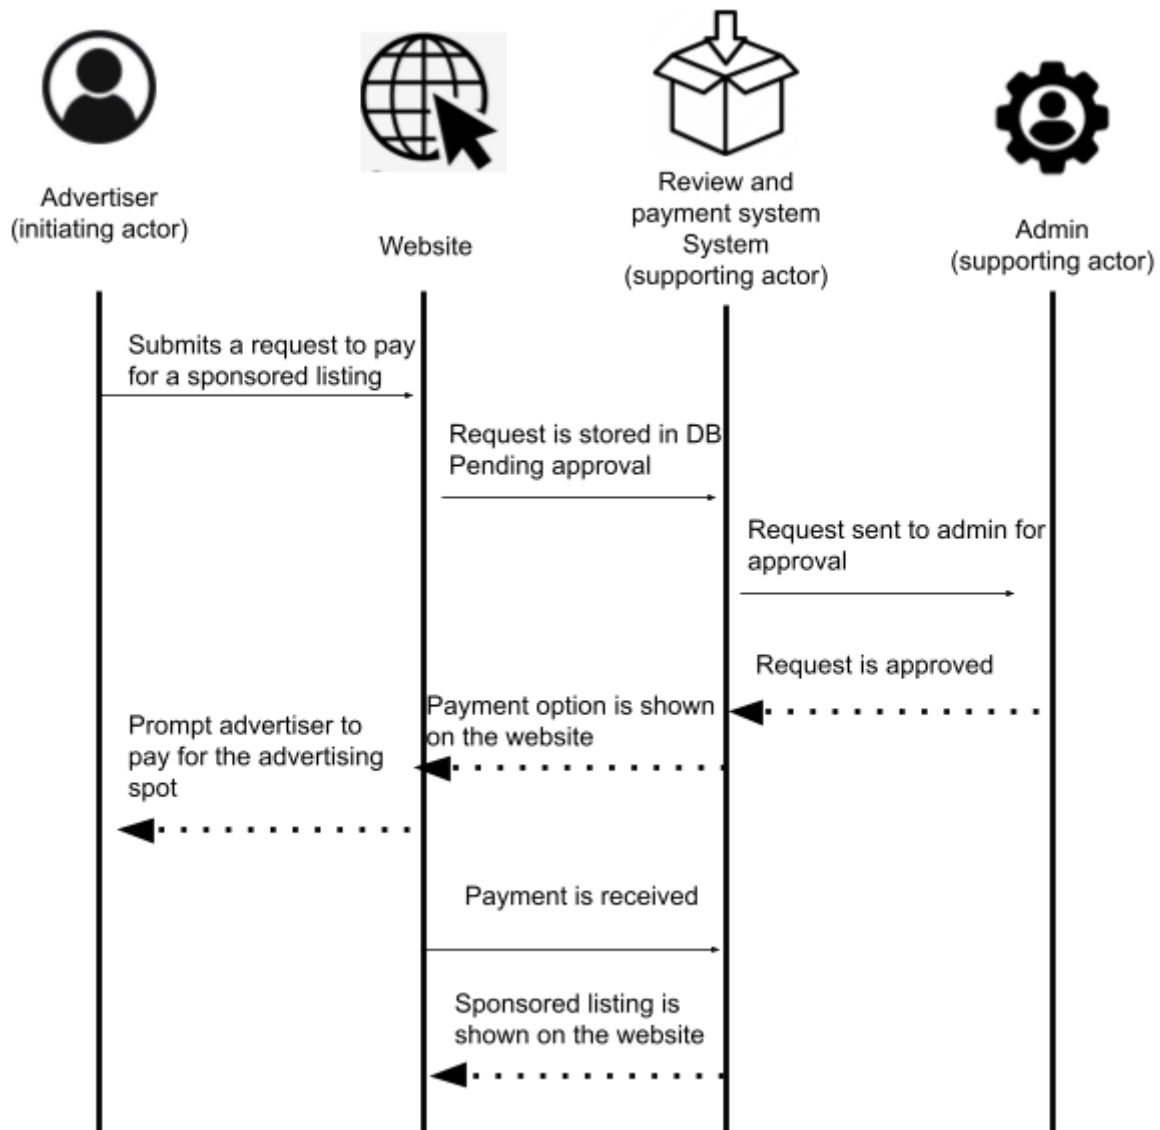 Advertiser
(initiating actor)
Website
Review and
payment system
System
(supporting actor)
Admin
(supporting actor)
Submits a request to pay
for a sponsored listing
Request is stored in DB
Pending approval
Request sent to admin for
approval
Request is approved
Payment option is shown
on the website
Prompt advertiser to
pay for the advertising
spot
Payment is received
Sponsored listing is
shown on the website